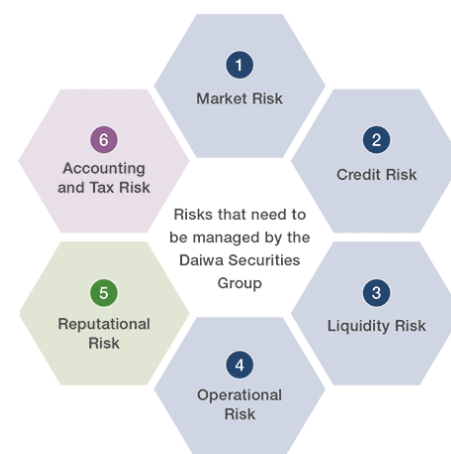 1
Market Risk
2
Credit Risk
3
Liquidity Risk
4
Operational
Risk
5
Reputational
Risk
6
Accounting
and Tax Risk
Risks that need to
be managed by the
Daiwa Securities
Group